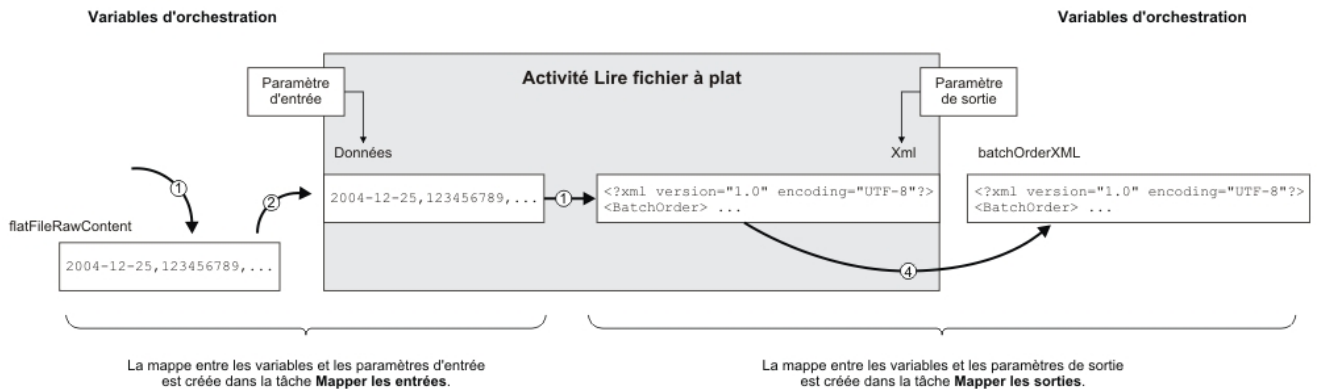 Variables d'orchestration
Variables d'orchestration
Activité Lire fichier à plat
Paramètre
d'entrée
Paramètre
de sortie
Données
Xml
batchOrderXML
1
2
2004-12-25,123456789,...
1
<?xml version="1.0" encoding="UTF-8"?>
<BatchOrder> ...
<?xml version="1.0" encoding="UTF-8"?>
<BatchOrder> ...
flatFileRawContent
2004-12-25,123456789,...
4
La mappe entre les variables et les paramètres d'entrée
est créée dans la tâche Mapper les entrées.
La mappe entre les variables et les paramètres de sortie
est créée dans la tâche Mapper les sorties.